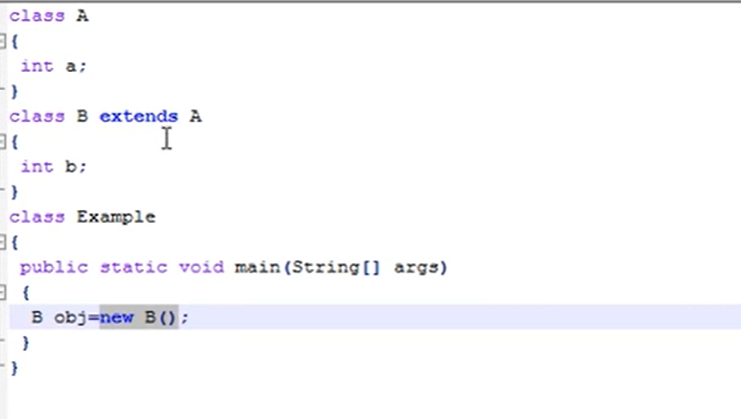 class A
{
int a;
}
class B extends A
{
int b;
}
class Example
{
public static void main(String[] args)
{
B obj=new B();
}
}